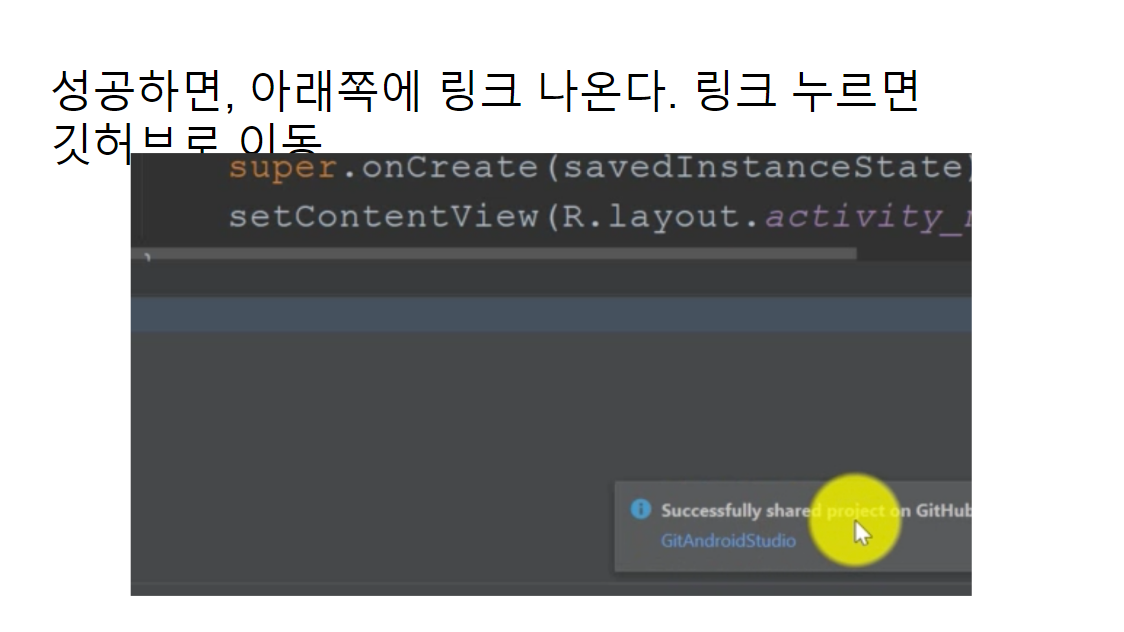 성공하면, 아래쪽에 링크 나온다. 링크 누르면
깃허브로 이동
super.onCreate(savedInstanceState)
setContentView(R.layout.activity_
}
Successfully shared project on GitHub
GitAndroidStudio